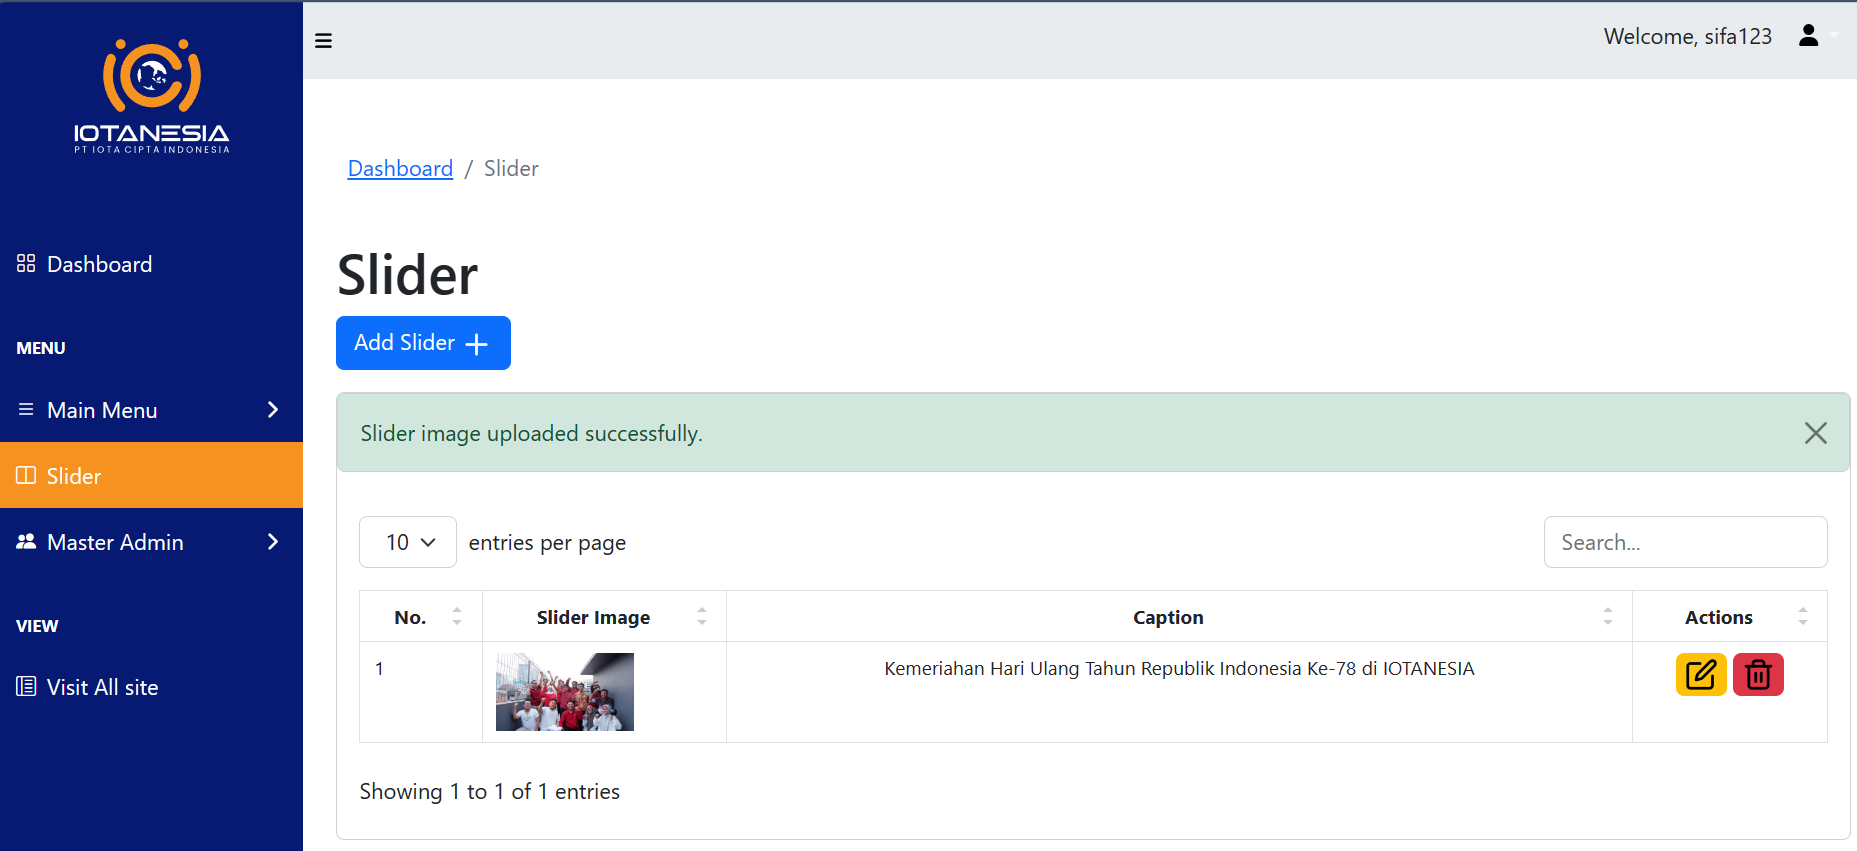 IOTANESIA
PT IOTA CIPTA INDONESIA
Dashboard
MENU
Main Menu
Slider
Master Admin
VIEW
Visit All site
Welcome, sifa123
Dashboard / Slider
Slider
Add Slider
Slider image uploaded successfully.
10 entries per page
Search...
No. Slider Image Caption Actions
1 Kemeriahan Hari Ulang Tahun Republik Indonesia Ke-78 di IOTANESIA
Showing 1 to 1 of 1 entries